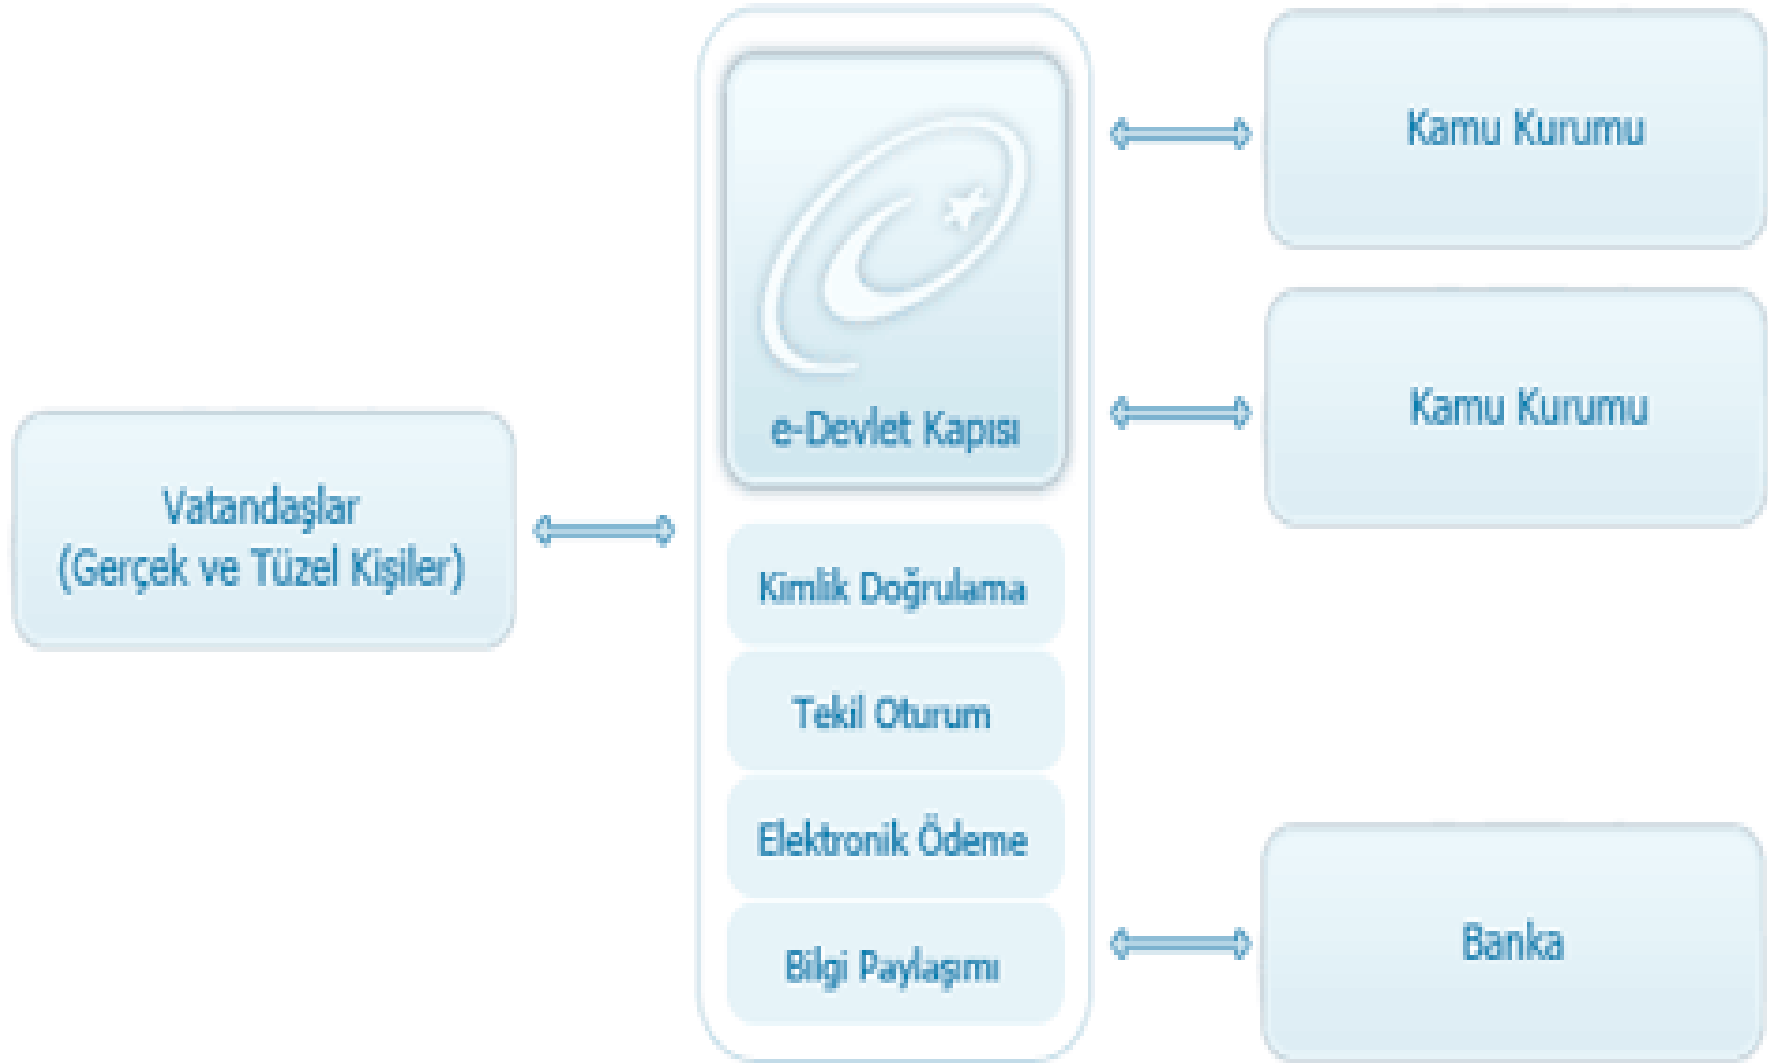 Vatandaşlar
(Gerçek ve Tüzel Kişiler)
e-Devlet Kapısı
Kimlik Doğrulama
Tekil Oturum
Elektronik Ödeme
Bilgi Paylaşımı
Kamu Kurumu
Kamu Kurumu
Banka